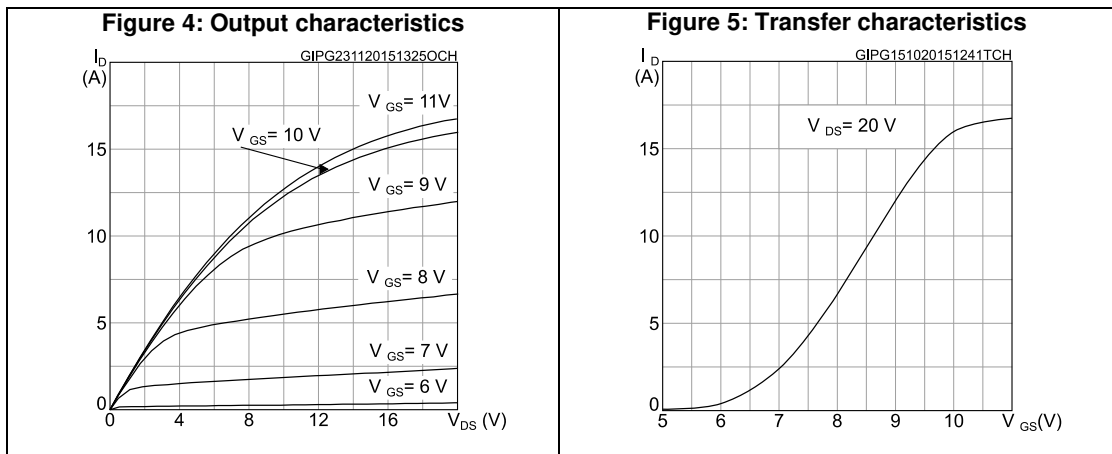 Figure 4: Output characteristics
I D
(A)
GIPG231120151325OCH
V GS= 11V
V GS= 10 V
15
V GS= 9 V
10
V GS= 8 V
5
V GS= 7 V
V GS= 6 V
0
0 4 8 12 16 V DS (V)
Figure 5: Transfer characteristics
I D
(A)
GIPG151020151241TCH
V DS= 20 V
15
10
5
0
5 6 7 8 9 10 V GS(V)